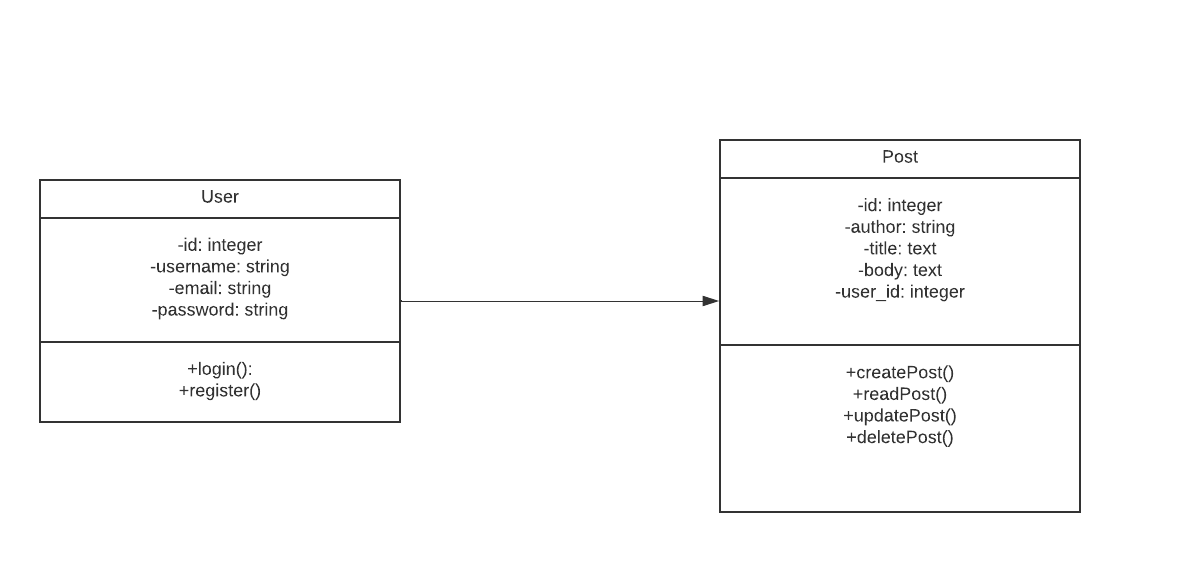 User
-id: integer
-username: string
-email: string
-password: string
+login():
+register()
Post
-id: integer
-author: string
-title: text
-body: text
-user_id: integer
+createPost()
+readPost()
+updatePost()
+deletePost()